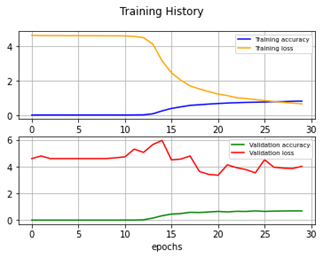 Training History
4
2
0
Training accuracy
Training loss
0 5 10 15 20 25 30
6
4
2
0
Validation accuracy
Validation loss
0 5 10 15 20 25 30
epochs